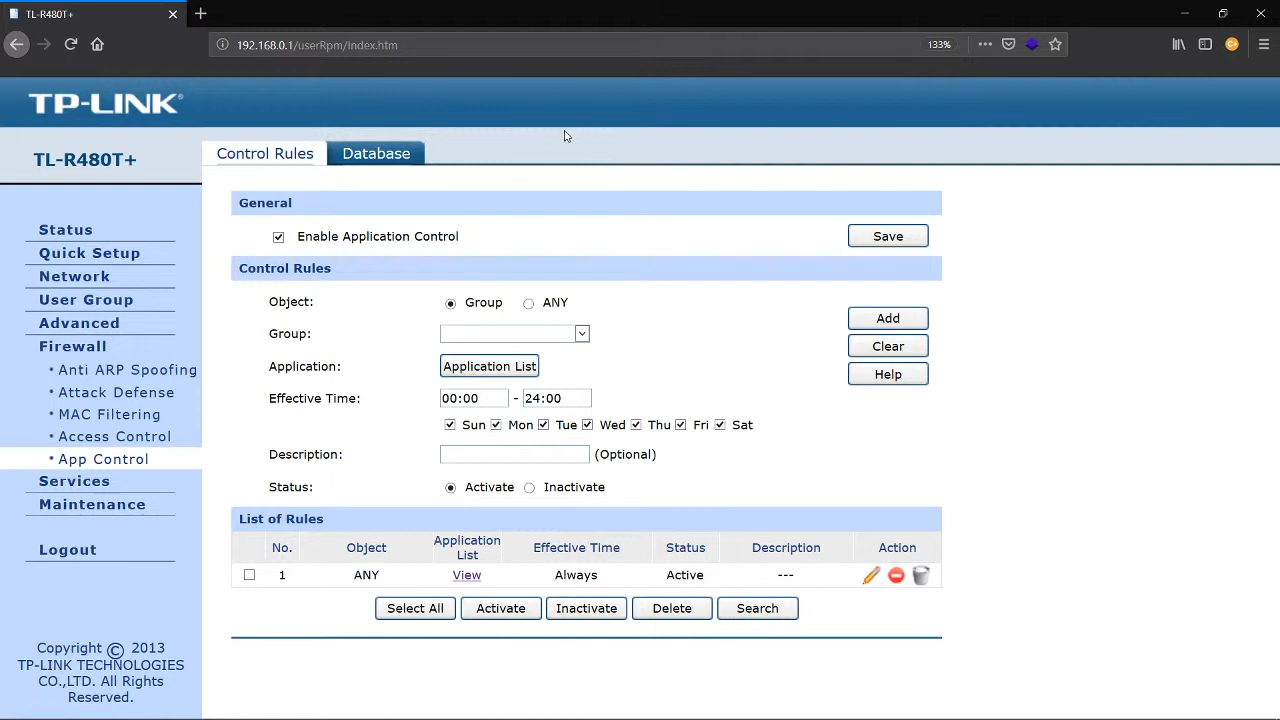 TL-R480T+
192.168.0.1/userRpm/Index.htm
133%
TP-LINK®
TL-R480T+
Control Rules
Database
Status
Quick Setup
Network
User Group
Advanced
Firewall
• Anti ARP Spoofing
• Attack Defense
• MAC Filtering
• Access Control
• App Control
Services
Maintenance
Logout
Copyright © 2013
TP-LINK TECHNOLOGIES
CO.,LTD. All Rights
Reserved.
General
Enable Application Control
Save
Control Rules
Object: Group ANY
Group:
Application: Application List
Effective Time: 00:00 - 24:00
Sun Mon Tue Wed Thu Fri Sat
Description: (Optional)
Status: Activate Inactivate
Add
Clear
Help
List of Rules
No. Object Application List Effective Time Status Description Action
1 ANY View Always Active ---
Select All Activate Inactivate Delete Search